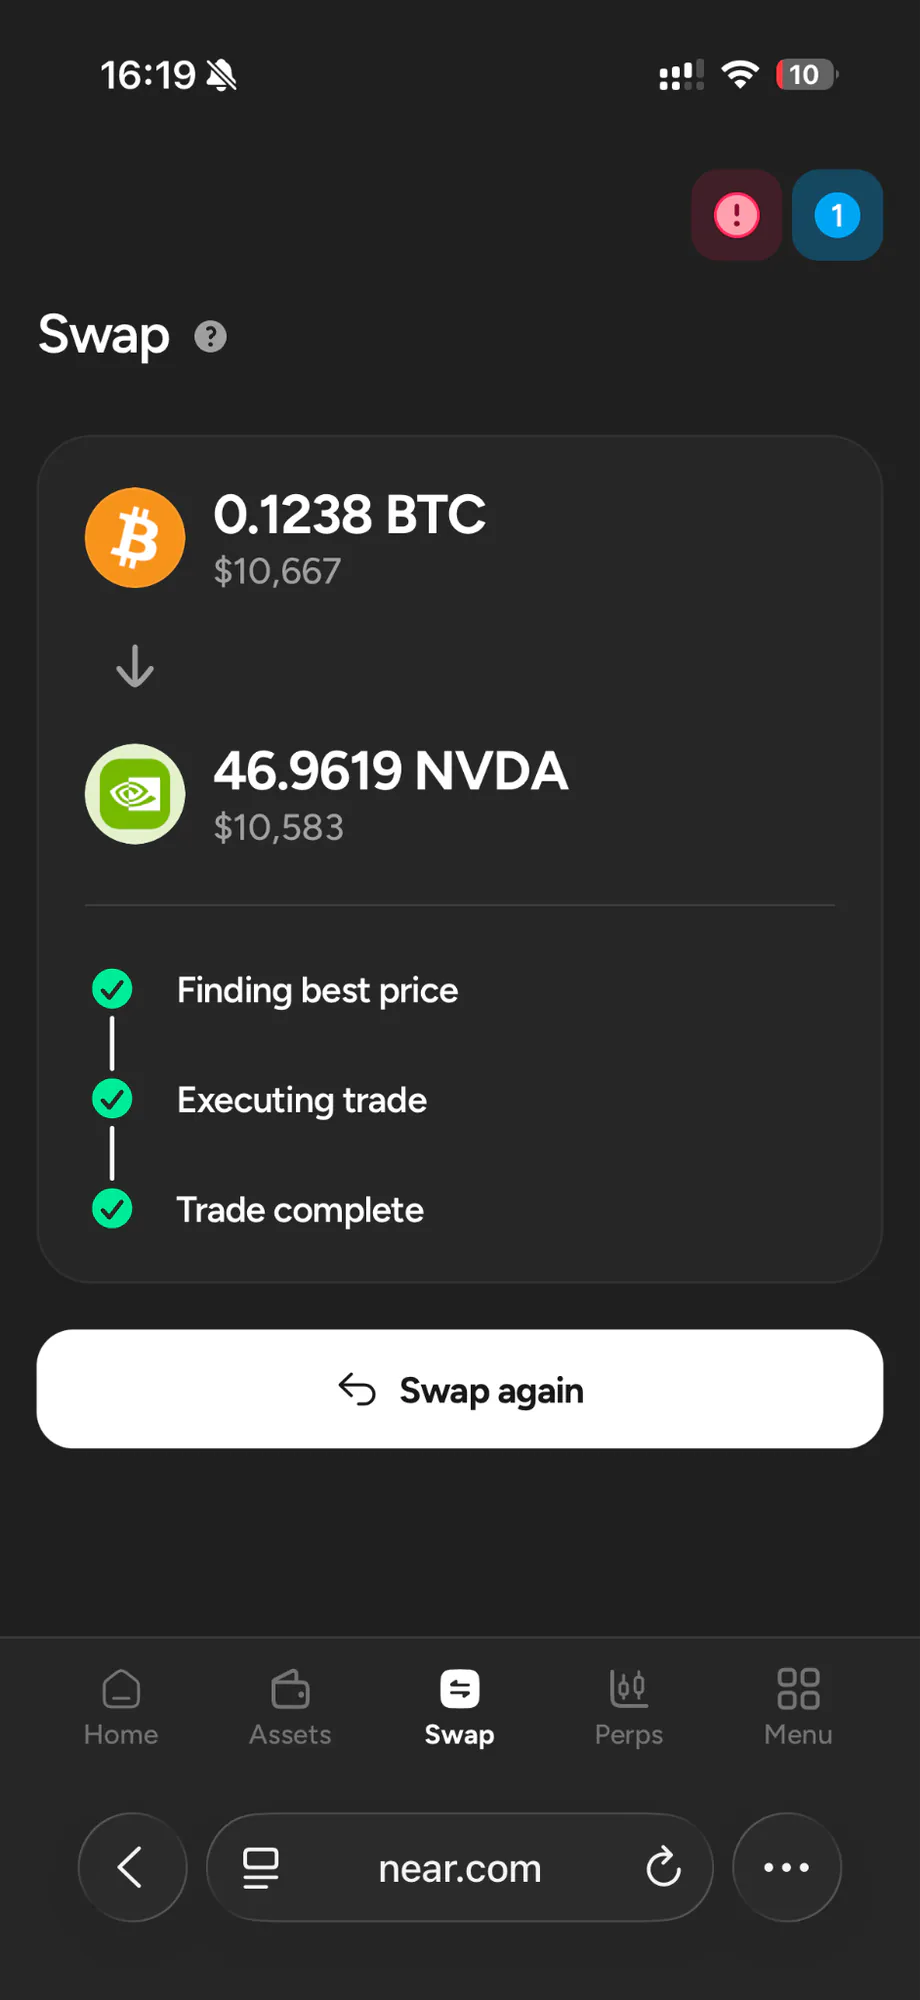 16:19
10
!
1
Swap ?
0.1238 BTC
$10,667
46.9619 NVDA
$10,583
Finding best price
Executing trade
Trade complete
Swap again
Home Assets Swap Perps Menu
near.com